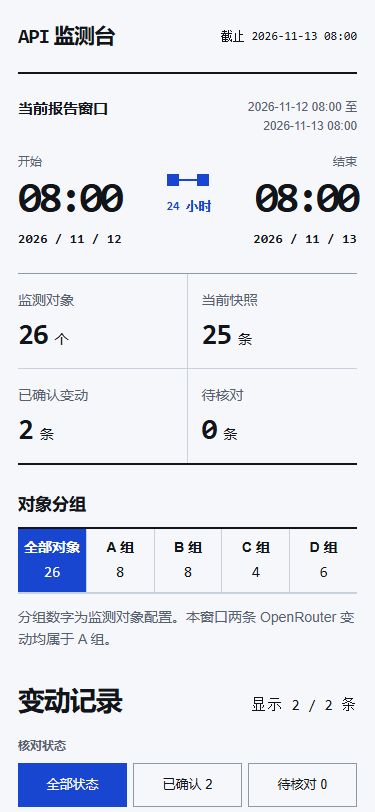 API 监测台
截止 2026-11-13 08:00
当前报告窗口
2026-11-12 08:00 至
2026-11-13 08:00
开始
结束
08:00
24 小时
08:00
2026 / 11 / 12
2026 / 11 / 13
监测对象
26 个
当前快照
25 条
已确认变动
2 条
待核对
0 条
对象分组
全部对象
26
A 组
8
B 组
8
C 组
4
D 组
6
分组数字为监测对象配置。本窗口两条 OpenRouter 变
动均属于 A 组。
变动记录
显示 2 / 2 条
核对状态
全部状态
已确认 2
待核对 0